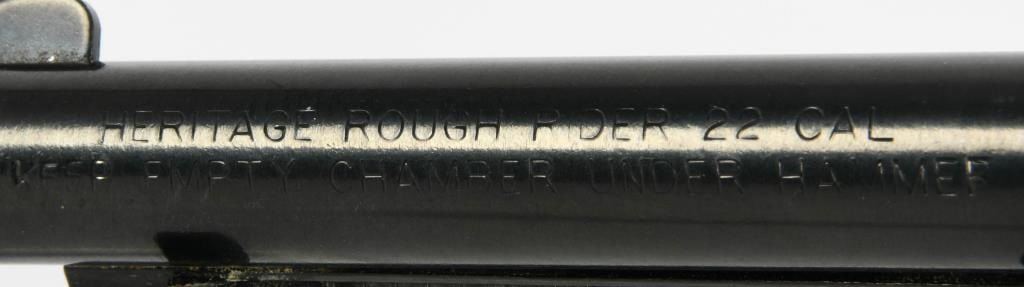 HERITAGE ROUGH RIDER 22 CAL
KEEP EMPTY CHAMBER UNDER HAMMER